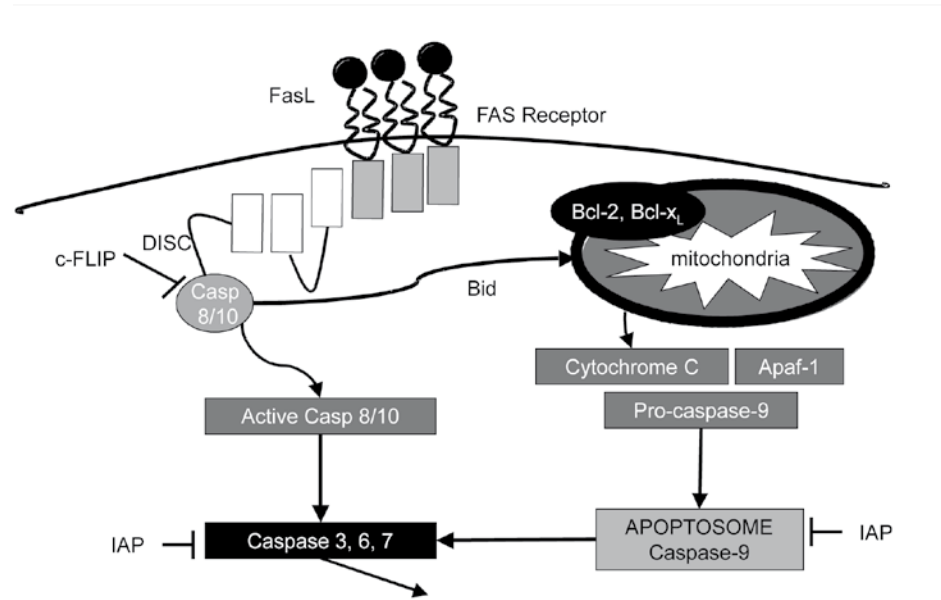 FasL
FAS Receptor
Bcl-2, Bcl-xL
DISC
c-FLIP
mitochondria
Casp
8/10
Bid
Cytochrome C
Apaf-1
Active Casp 8/10
Pro-caspase-9
IAP
Caspase 3, 6, 7
APOPTOSOME
Caspase-9
IAP